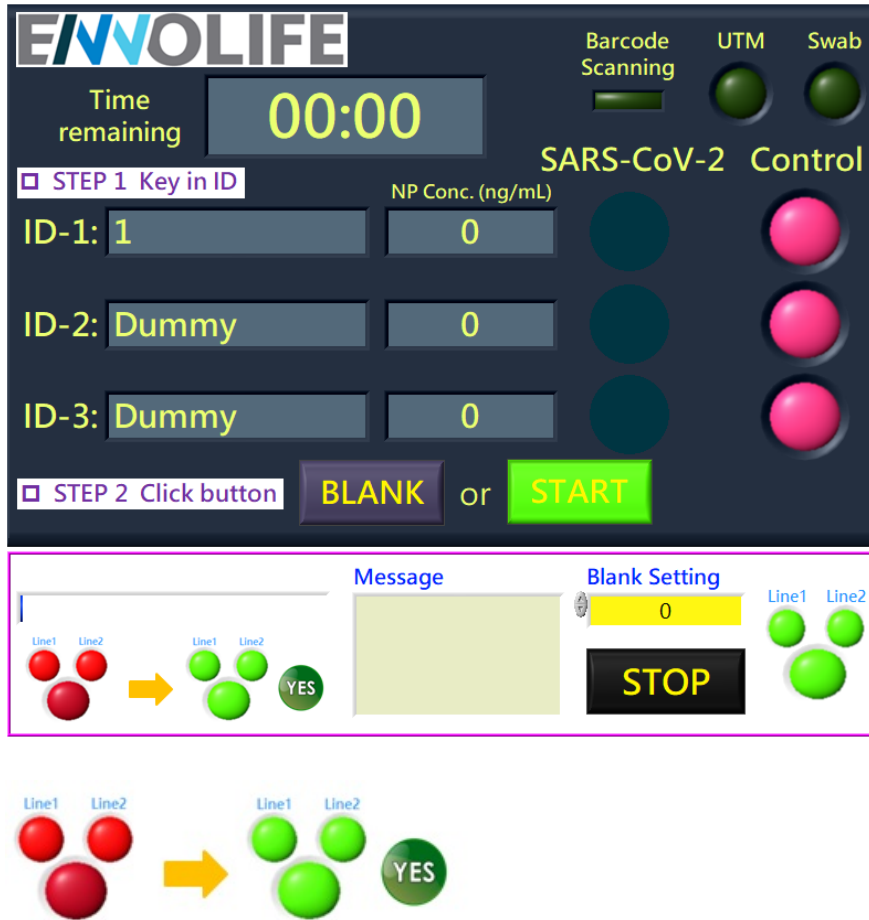 ENNOLIFE
Barcode Scanning
UTM
Swab
Time remaining
00:00
SARS-CoV-2 Control
STEP 1 Key in ID
NP Conc. (ng/mL)
ID-1: 1 0
ID-2: Dummy 0
ID-3: Dummy 0
STEP 2 Click button BLANK or START
Message
Blank Setting
0
Line1 Line2
Line1 Line2
Line1 Line2
YES
STOP
Line1 Line2
Line1 Line2
YES